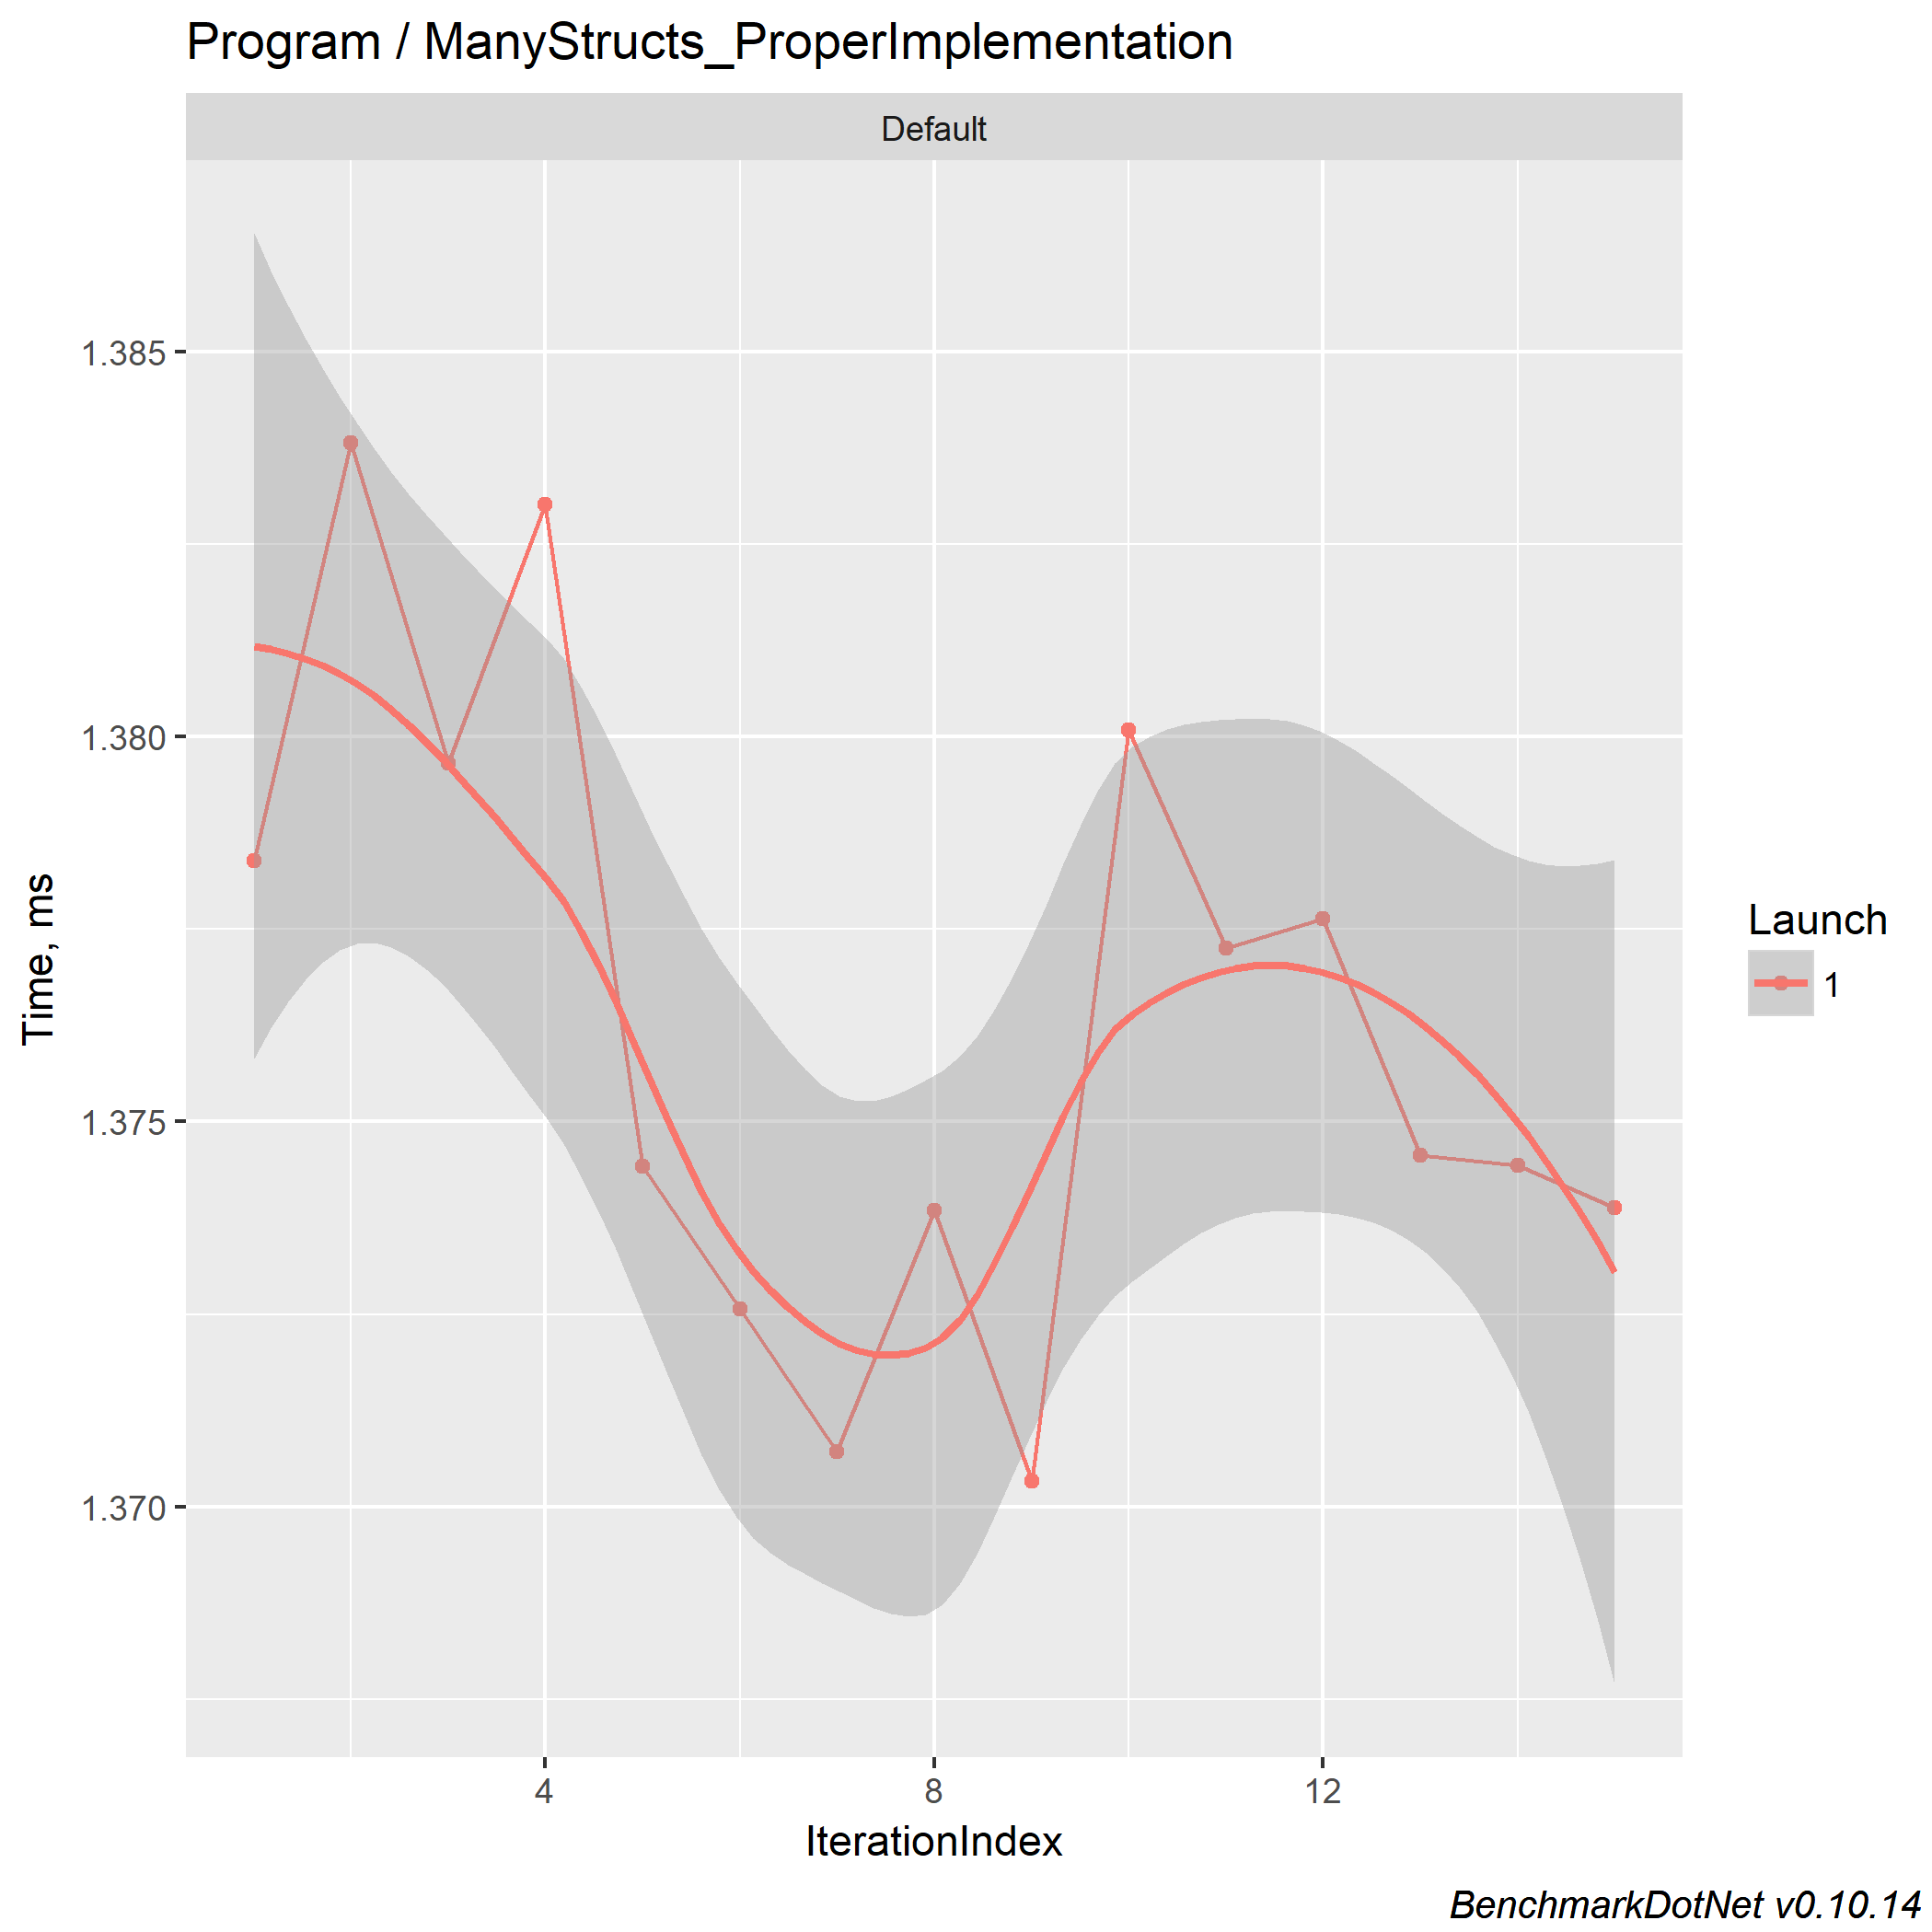 Program / ManyStructs_ProperImplementation
Default
1.385
1.380
1.375
1.370
Time, ms
4
8
12
IterationIndex
Launch
1
BenchmarkDotNet v0.10.14